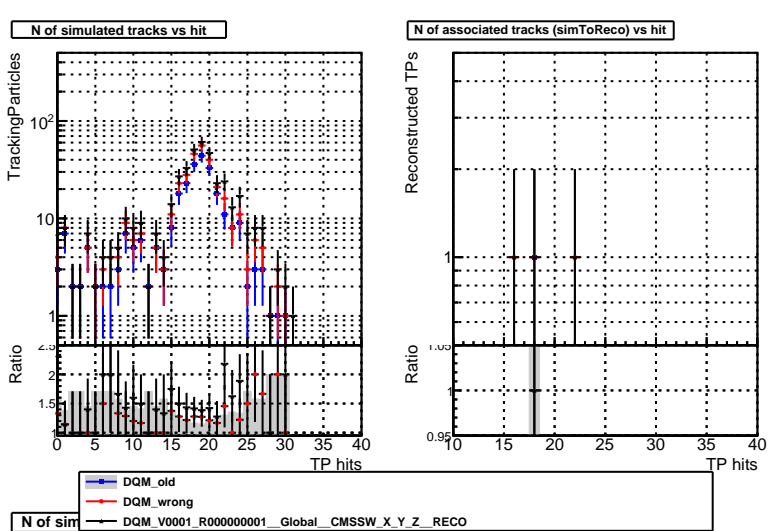 N of simulated tracks vs hit
N of associated tracks (simToReco) vs hit
TrackingParticles
10²
10
1
Ratio
2.5
2
1.5
1
0 5 10 15 20 25 30 35 40
TP hits
Reconstructed TPs
1
Ratio
1.05
1
0.95
10 15 20 25 30 35 40
TP hits
DQM_old
DQM_wrong
DQM_V0001_R000000001__Global__CMSSW_X_Y_Z__RECO
N of sim